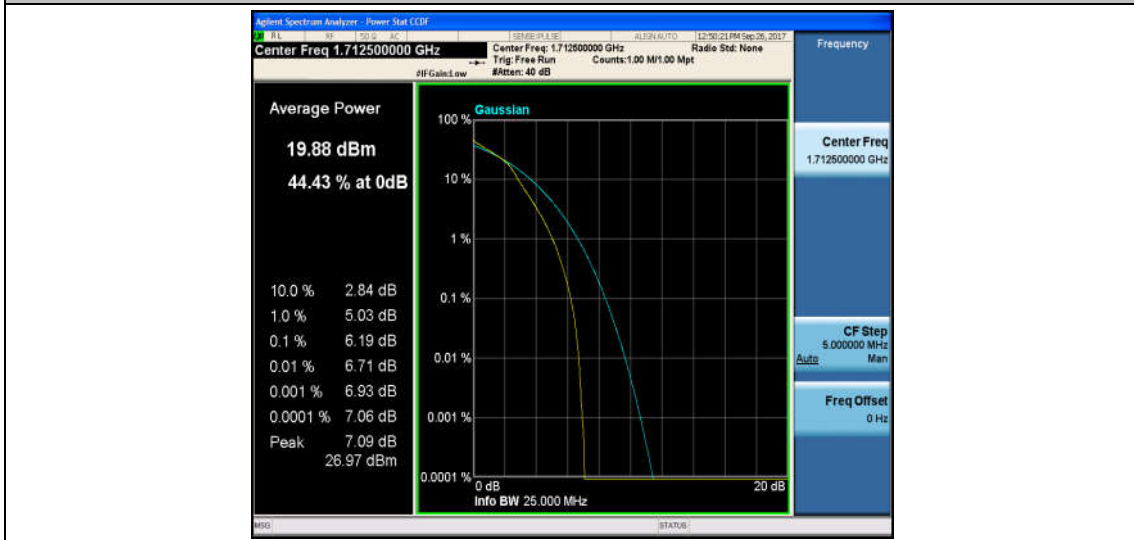 Agilent Spectrum Analyzer - Power Stat CCDF
RL RF 50 Ω AC SENSE:PULSE ALIGN AUTO 12:50:21 PM Sep 26, 2017
Center Freq 1.712500000 GHz
Center Freq: 1.712500000 GHz Radio Std: None
Trig: Free Run Counts:1.00 M/1.00 Mpt
#IFGain:Low #Atten: 40 dB
Frequency
Average Power
19.88 dBm
44.43 % at 0dB
10.0 % 2.84 dB
1.0 % 5.03 dB
0.1 % 6.19 dB
0.01 % 6.71 dB
0.001 % 6.93 dB
0.0001 % 7.06 dB
Peak 7.09 dB
26.97 dBm
Gaussian
100 %
10 %
1 %
0.1 %
0.01 %
0.001 %
0.0001 %
0 dB 20 dB
Info BW 25.000 MHz
Center Freq
1.712500000 GHz
CF Step
5.000000 MHz
Auto Man
Freq Offset
0 Hz
MSG STATUS